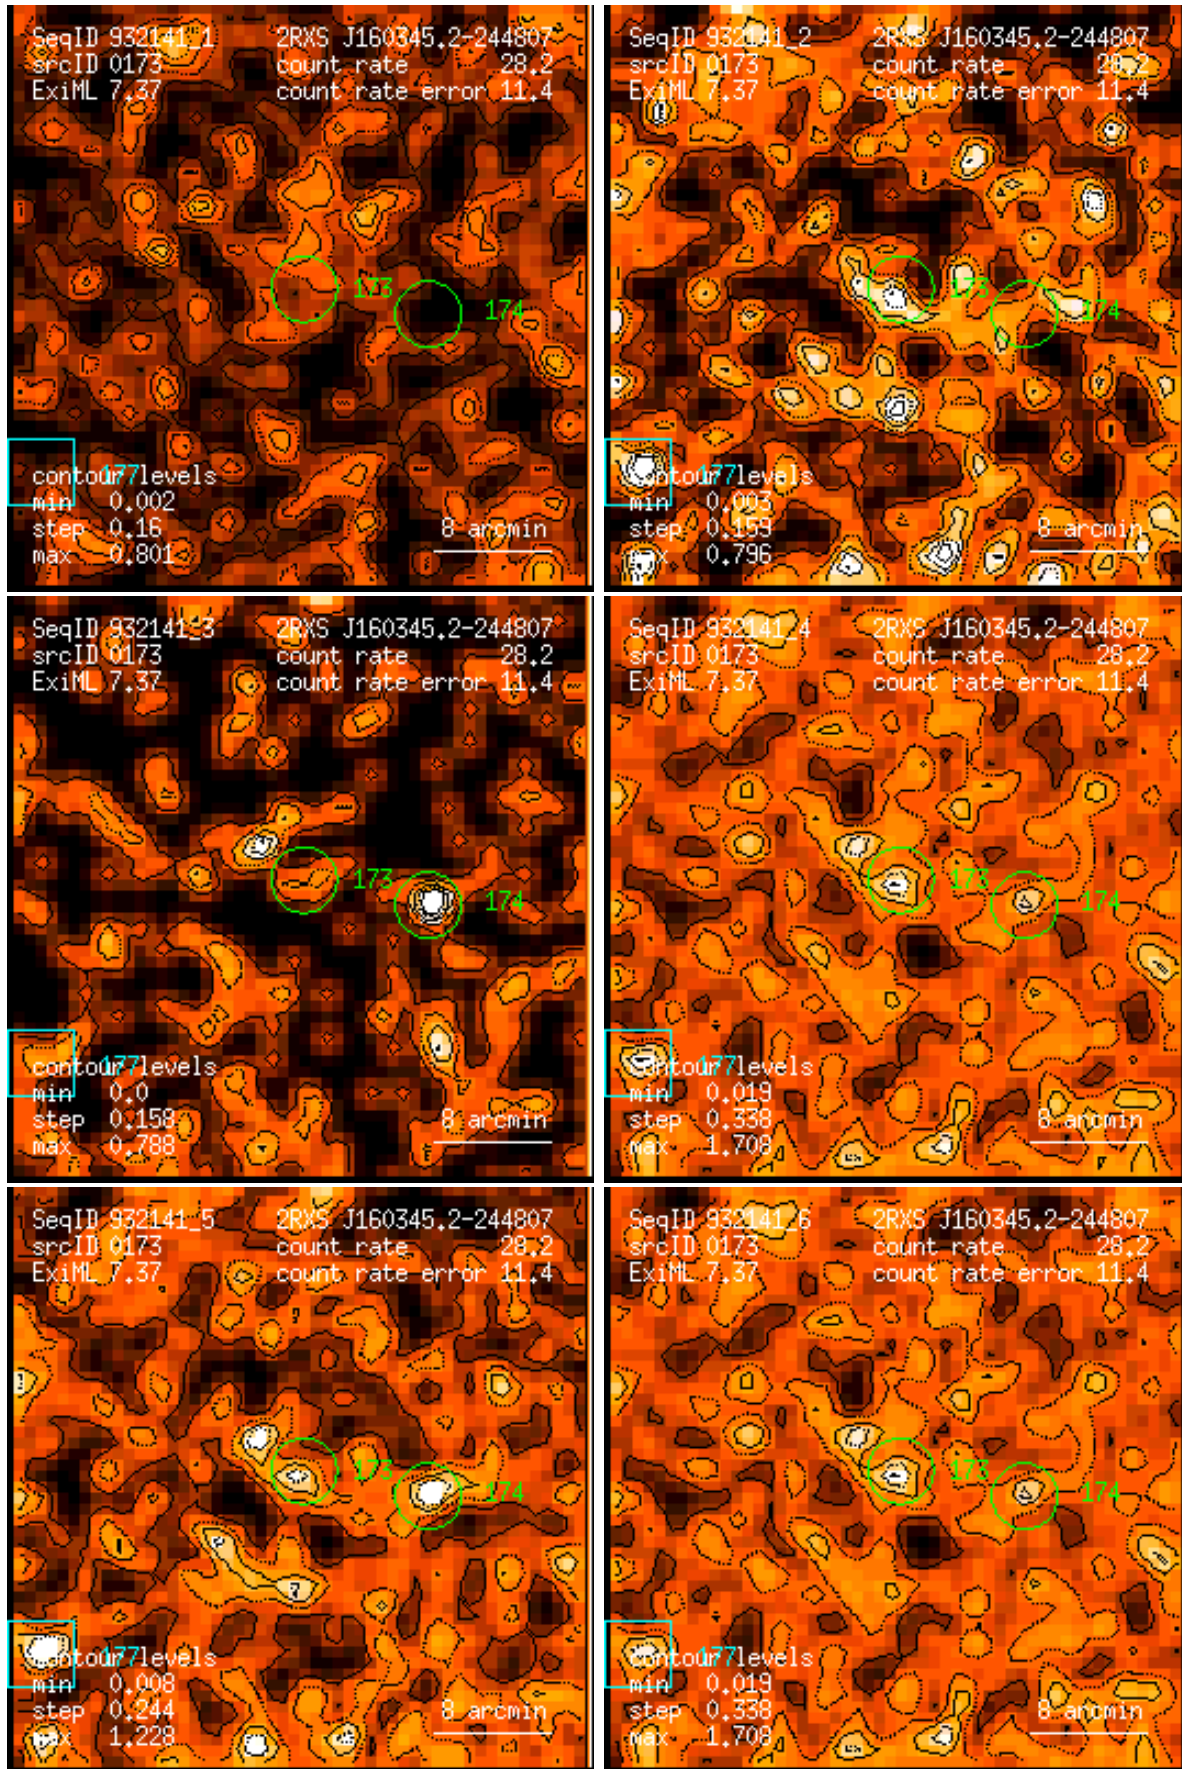 SeqID 932141_1 2RXS J160345.2-244807
srcID 0173 count rate 28.2
ExiML 7.37 count rate error 11.4
173
174
177
contour levels
min 0.002
step 0.16 8 arcmin
max 0.801
SeqID 932141_2 2RXS J160345.2-244807
srcID 0173 count rate 28.2
ExiML 7.37 count rate error 11.4
173
174
177
contour levels
min 0.003
step 0.159 8 arcmin
max 0.796
SeqID 932141_3 2RXS J160345.2-244807
srcID 0173 count rate 28.2
ExiML 7.37 count rate error 11.4
173
174
177
contour levels
min 0.0
step 0.158 8 arcmin
max 0.788
SeqID 932141_4 2RXS J160345.2-244807
srcID 0173 count rate 28.2
ExiML 7.37 count rate error 11.4
173
174
177
contour levels
min 0.019
step 0.338 8 arcmin
max 1.708
SeqID 932141_5 2RXS J160345.2-244807
srcID 0173 count rate 28.2
ExiML 7.37 count rate error 11.4
173
174
177
contour levels
min 0.008
step 0.244 8 arcmin
max 1.228
SeqID 932141_6 2RXS J160345.2-244807
srcID 0173 count rate 28.2
ExiML 7.37 count rate error 11.4
173
174
177
contour levels
min 0.019
step 0.338 8 arcmin
max 1.708